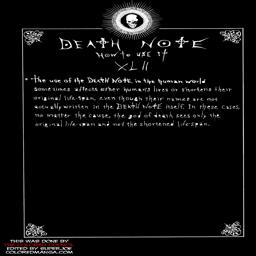 DEATH NOTE
HOW TO USE It
XLII
• The use of the DEATH NOTE in the human world
sometimes affects other human's lives or shortens their
original life-span, even though their names are not
actually written in the DEATH NOTE itself. In these cases,
no matter the cause, the god of death sees only the
original life-span and not the shortened life-span.
THIS WAS DONE BY
EDITED BY SUPERJOE
COLOREDMANGA.COM